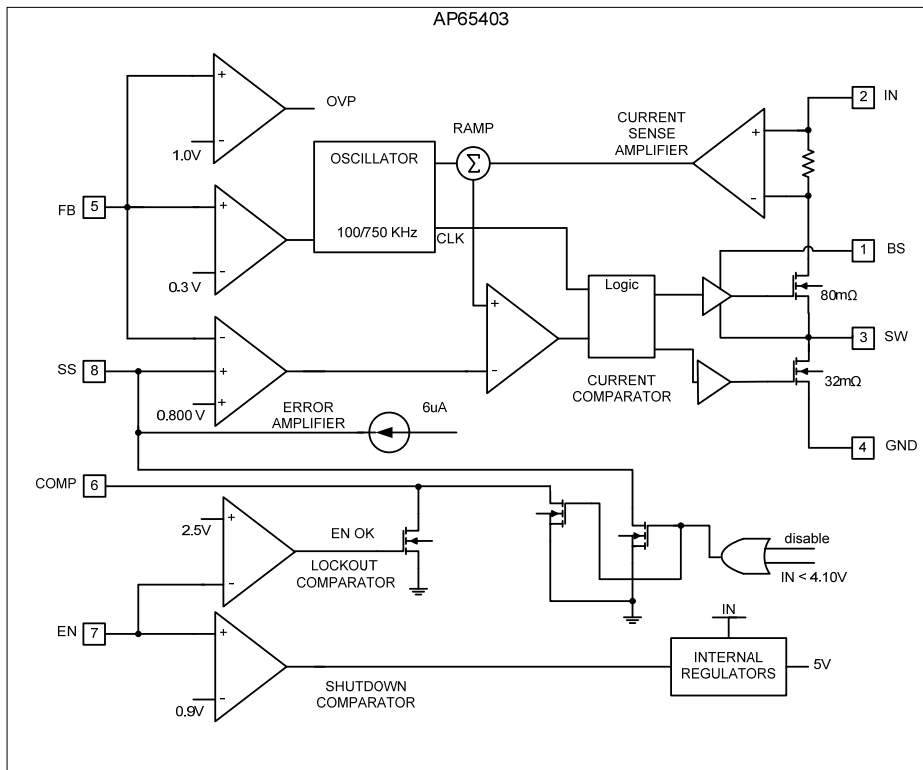 AP65403
OVP
1.0V
FB
5
OSCILLATOR
100/750 KHz
RAMP
Σ
CURRENT
SENSE
AMPLIFIER
2
IN
CLK
0.3 V
Logic
1
BS
80mΩ
3
SW
SS
8
0.800 V
ERROR
AMPLIFIER
6uA
CURRENT
COMPARATOR
32mΩ
4
GND
COMP
6
2.5V
EN OK
LOCKOUT
COMPARATOR
disable
IN < 4.10V
EN
7
IN
INTERNAL
REGULATORS
5V
SHUTDOWN
COMPARATOR
0.9V
+
-
+
-
-
+
+
+
-
+
-
+
-
+
-